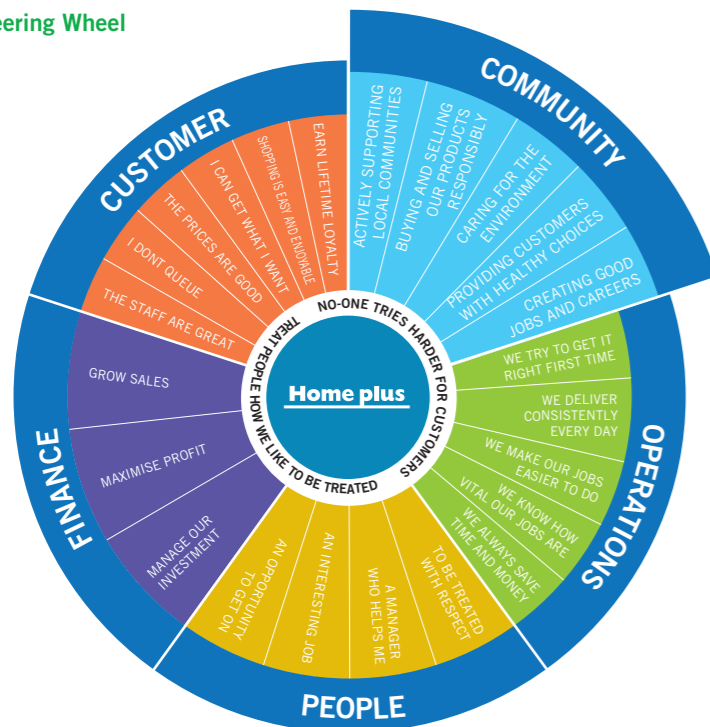 eering Wheel
COMMUNITY
ACTIVELY SUPPORTING
LOCAL COMMUNITIES
BUYING AND SELLING
OUR PRODUCTS
RESPONSIBLY
CARING FOR THE
ENVIRONMENT
PROVIDING CUSTOMERS
WITH HEALTHY CHOICES
CREATING GOOD
JOBS AND CAREERS
OPERATIONS
WE TRY TO GET IT
RIGHT FIRST TIME
WE DELIVER
CONSISTENTLY
EVERY DAY
WE MAKE OUR JOBS
EASIER TO DO
WE KNOW HOW
VITAL OUR JOBS ARE
WE ALWAYS SAVE
TIME AND MONEY
PEOPLE
TO BE TREATED
WITH RESPECT
A MANAGER
WHO HELPS ME
AN INTERESTING JOB
AN OPPORTUNITY
TO GET ON
FINANCE
MANAGE OUR
INVESTMENT
MAXIMISE PROFIT
GROW SALES
CUSTOMER
THE STAFF ARE GREAT
I DONT QUEUE
THE PRICES ARE GOOD
I CAN GET WHAT I WANT
SHOPPING IS EASY AND ENJOYABLE
EARN LIFETIME LOYALTY
NO-ONE TRIES HARDER FOR CUSTOMERS
TREAT PEOPLE HOW WE LIKE TO BE TREATED
Home plus